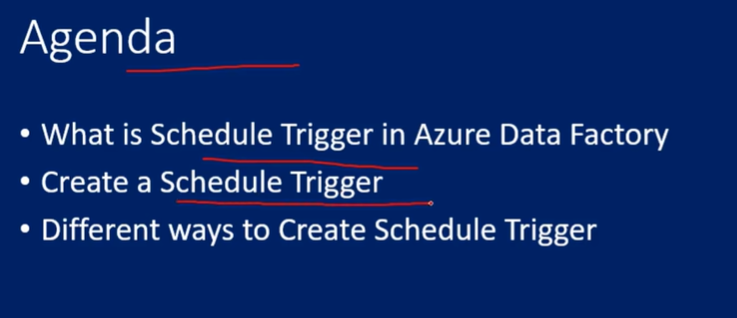 Agenda
• What is Schedule Trigger in Azure Data Factory
• Create a Schedule Trigger
• Different ways to Create Schedule Trigger